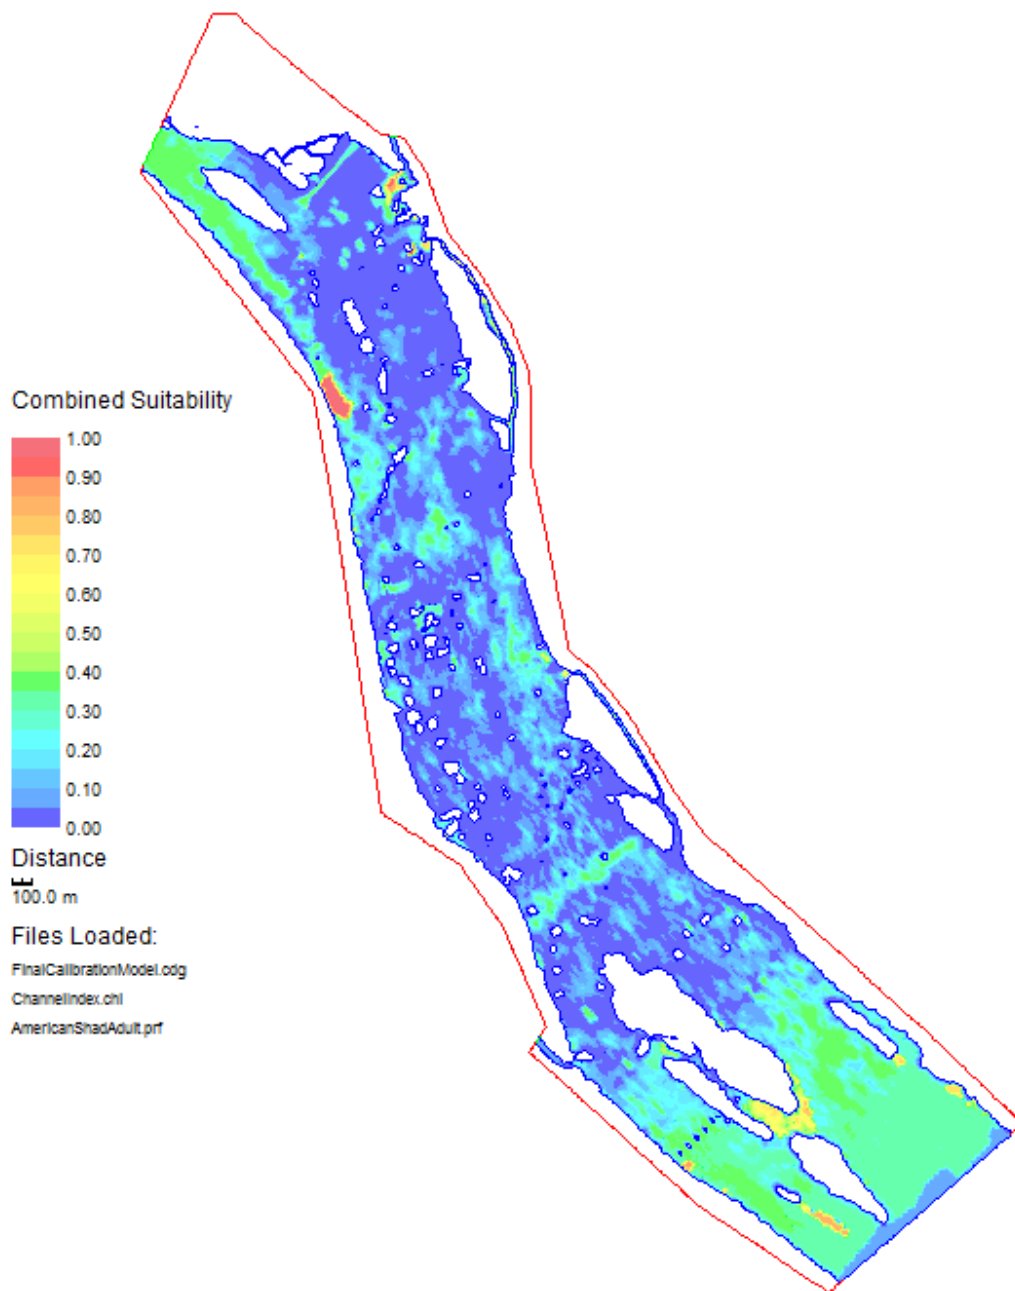 Combined Suitability
1.00
0.90
0.80
0.70
0.60
0.50
0.40
0.30
0.20
0.10
0.00
Distance
100.0 m
Files Loaded:
FinalCalibrationModel.cdg
ChannelIndex.chl
AmericanShadAdult.prf